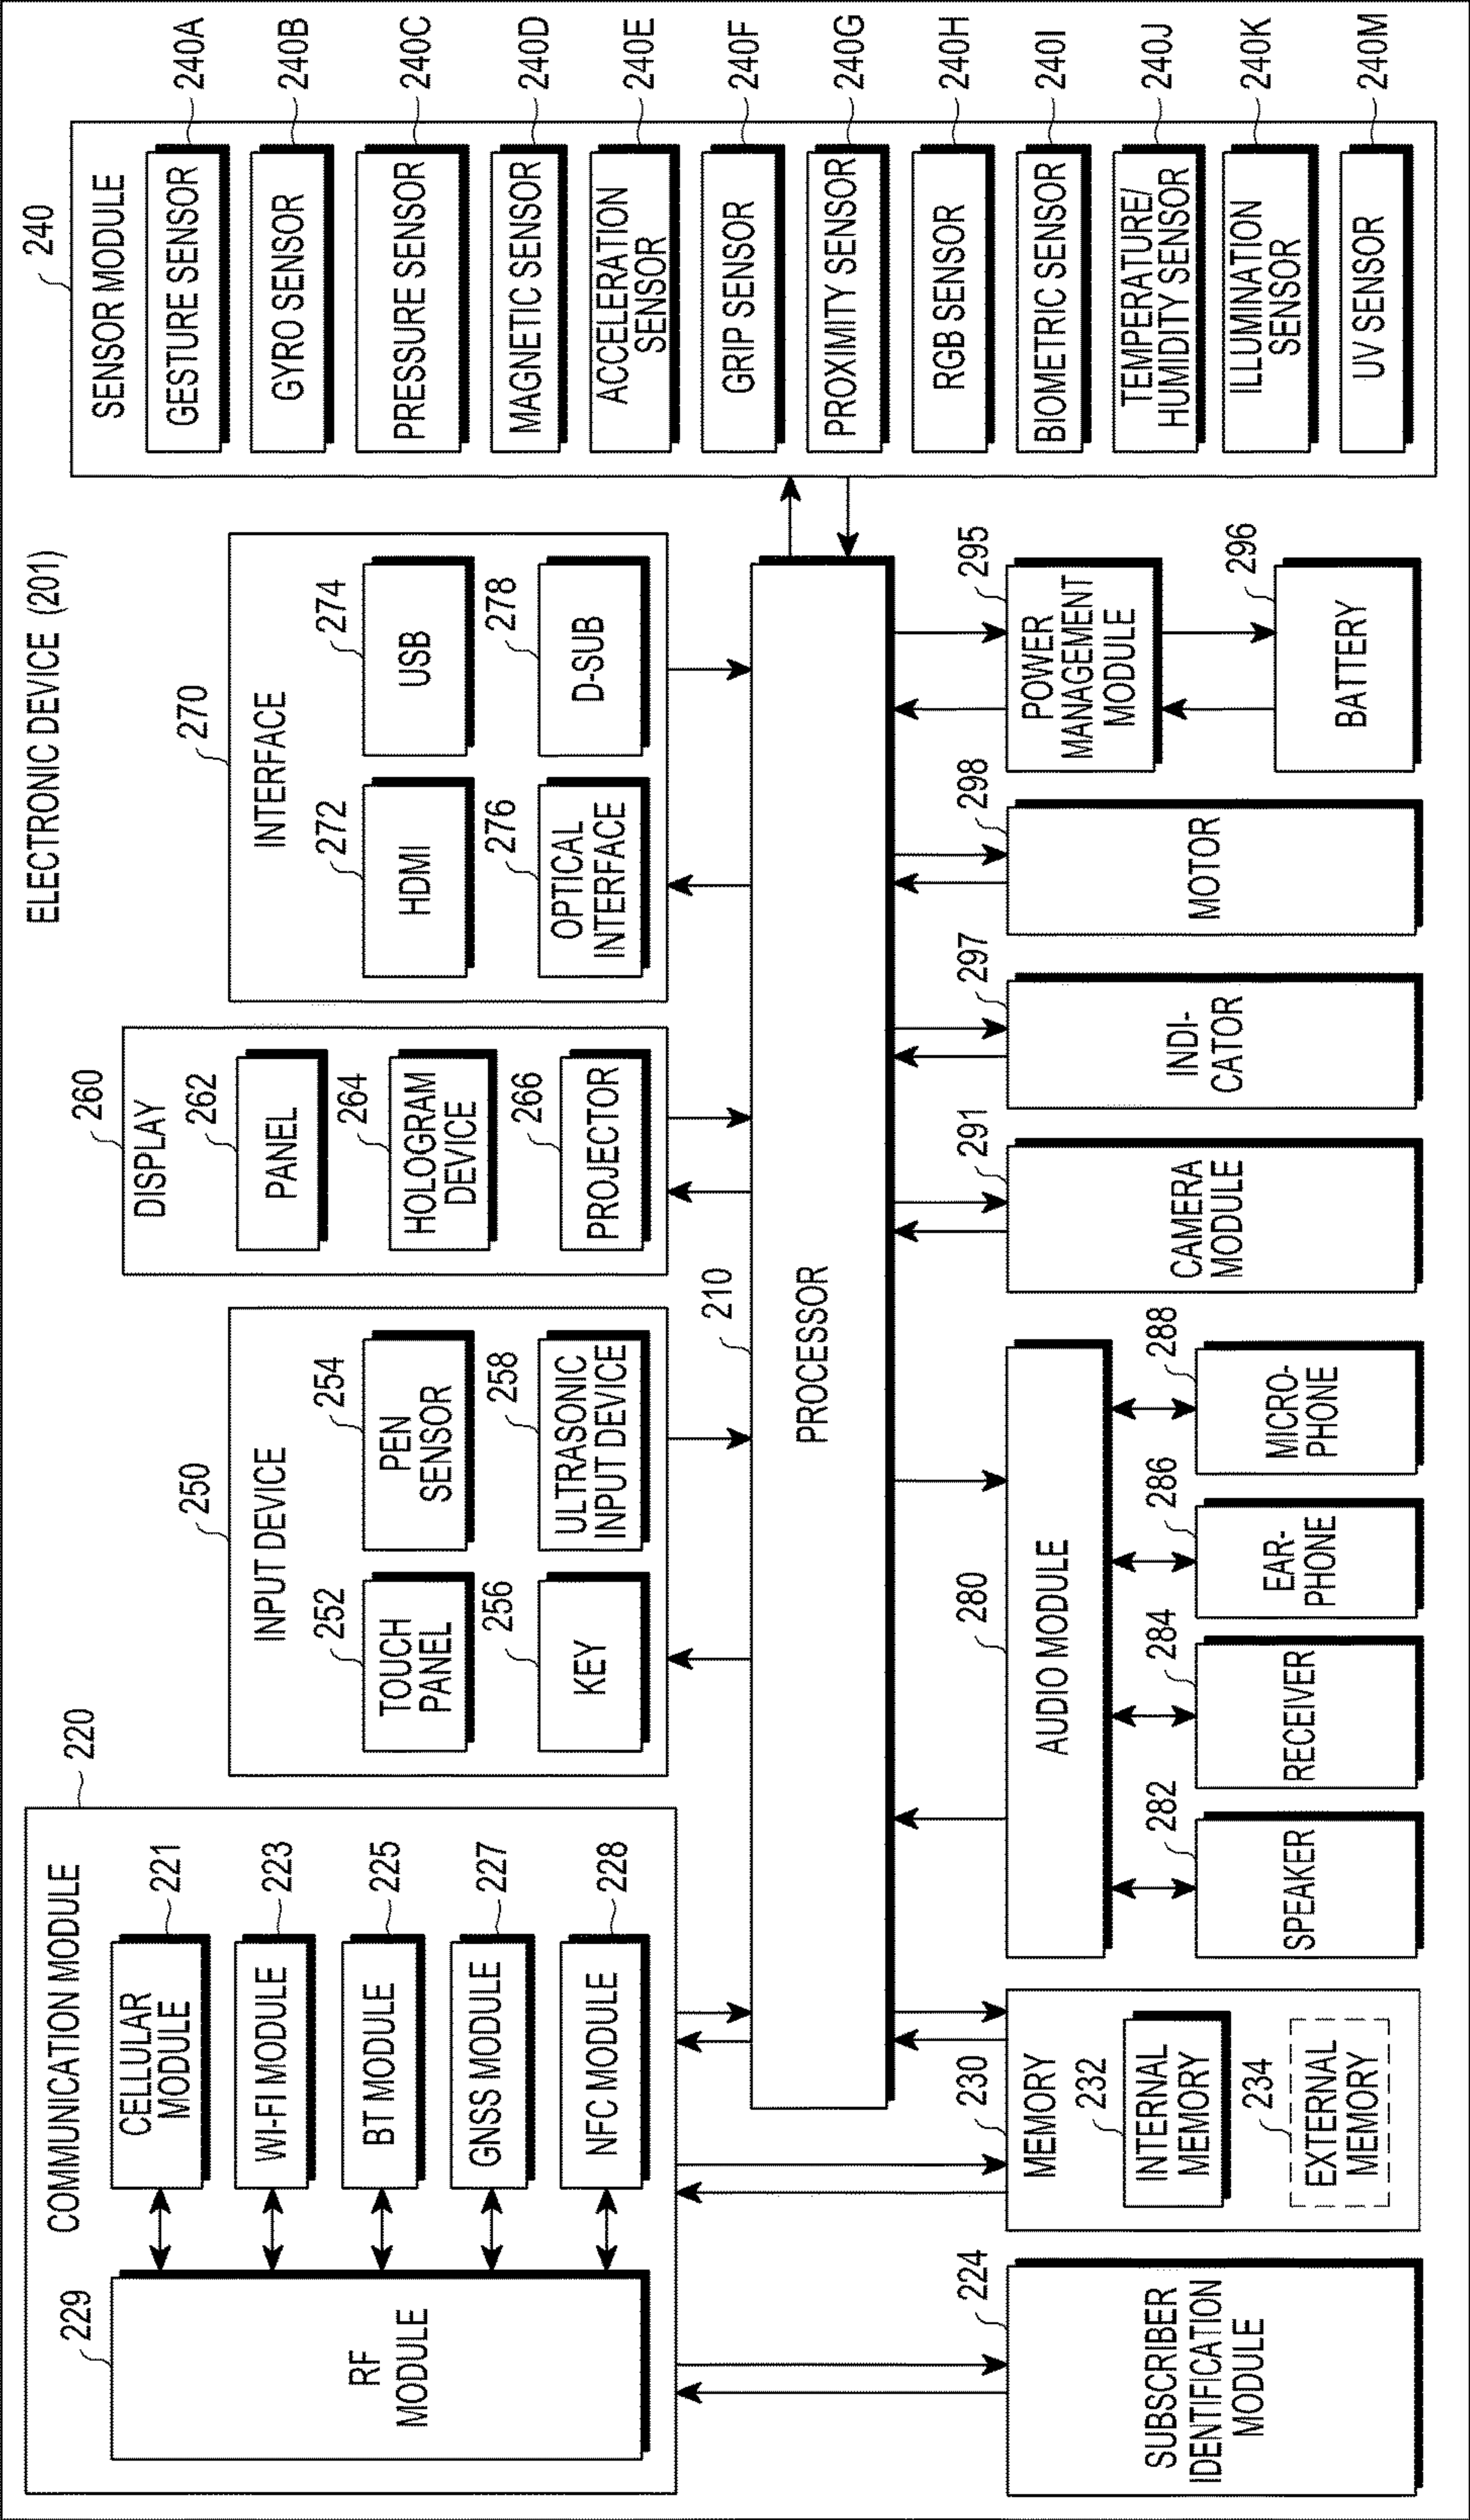 ELECTRONIC DEVICE (201)
220
COMMUNICATION MODULE
229
RF
MODULE
CELLULAR
MODULE
221
WI-FI MODULE
223
BT MODULE
225
GNSS MODULE
227
NFC MODULE
228
250
INPUT DEVICE
252
TOUCH
PANEL
254
PEN
SENSOR
256
KEY
258
ULTRASONIC
INPUT DEVICE
260
DISPLAY
262
PANEL
264
HOLOGRAM
DEVICE
266
PROJECTOR
270
INTERFACE
272
HDMI
274
USB
276
OPTICAL
INTERFACE
278
D-SUB
240
SENSOR MODULE
GESTURE SENSOR
240A
GYRO SENSOR
240B
PRESSURE SENSOR
240C
MAGNETIC SENSOR
240D
ACCELERATION
SENSOR
240E
GRIP SENSOR
240F
PROXIMITY SENSOR
240G
RGB SENSOR
240H
BIOMETRIC SENSOR
240I
TEMPERATURE/
HUMIDITY SENSOR
240J
ILLUMINATION
SENSOR
240K
UV SENSOR
240M
210
PROCESSOR
224
SUBSCRIBER
IDENTIFICATION
MODULE
230
MEMORY
232
INTERNAL
MEMORY
234
EXTERNAL
MEMORY
280
AUDIO MODULE
282
SPEAKER
284
RECEIVER
286
EAR-
PHONE
288
MICRO-
PHONE
291
CAMERA
MODULE
297
INDI-
CATOR
298
MOTOR
295
POWER
MANAGEMENT
MODULE
296
BATTERY